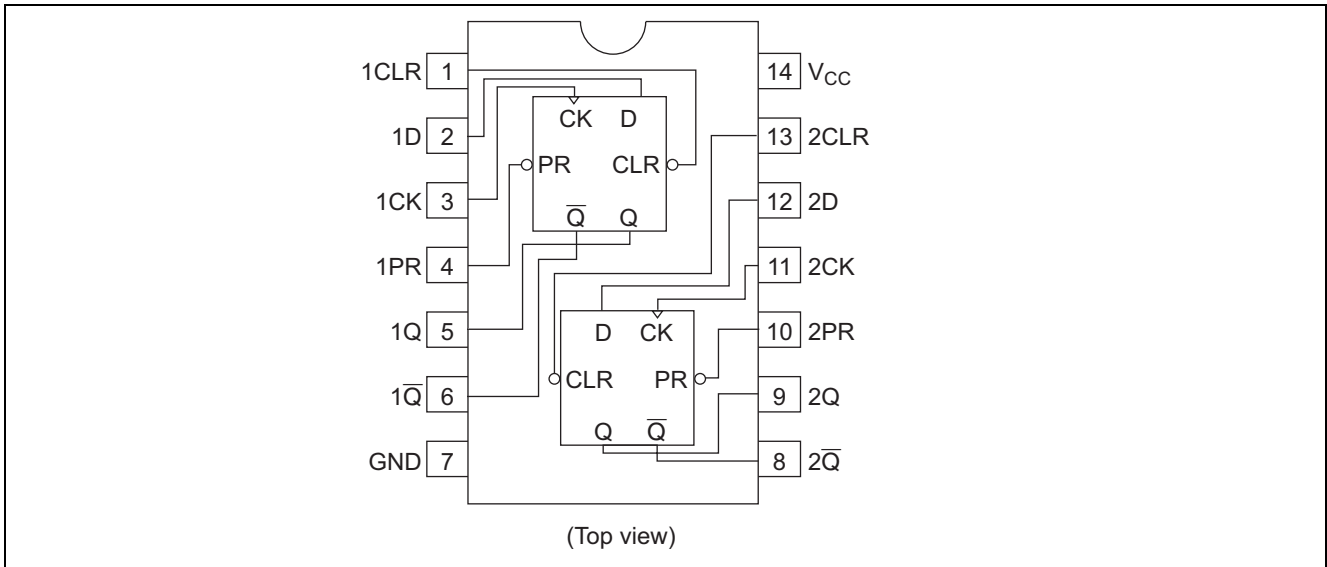 1CLR 1 14 V_CC
CK D
1D 2 13 2CLR
PR CLR
1CK 3 12 2D
Q̅ Q
1PR 4 11 2CK
1Q 5 D CK 10 2PR
CLR PR
1Q̅ 6 9 2Q
Q Q̅
GND 7 8 2Q̅
(Top view)